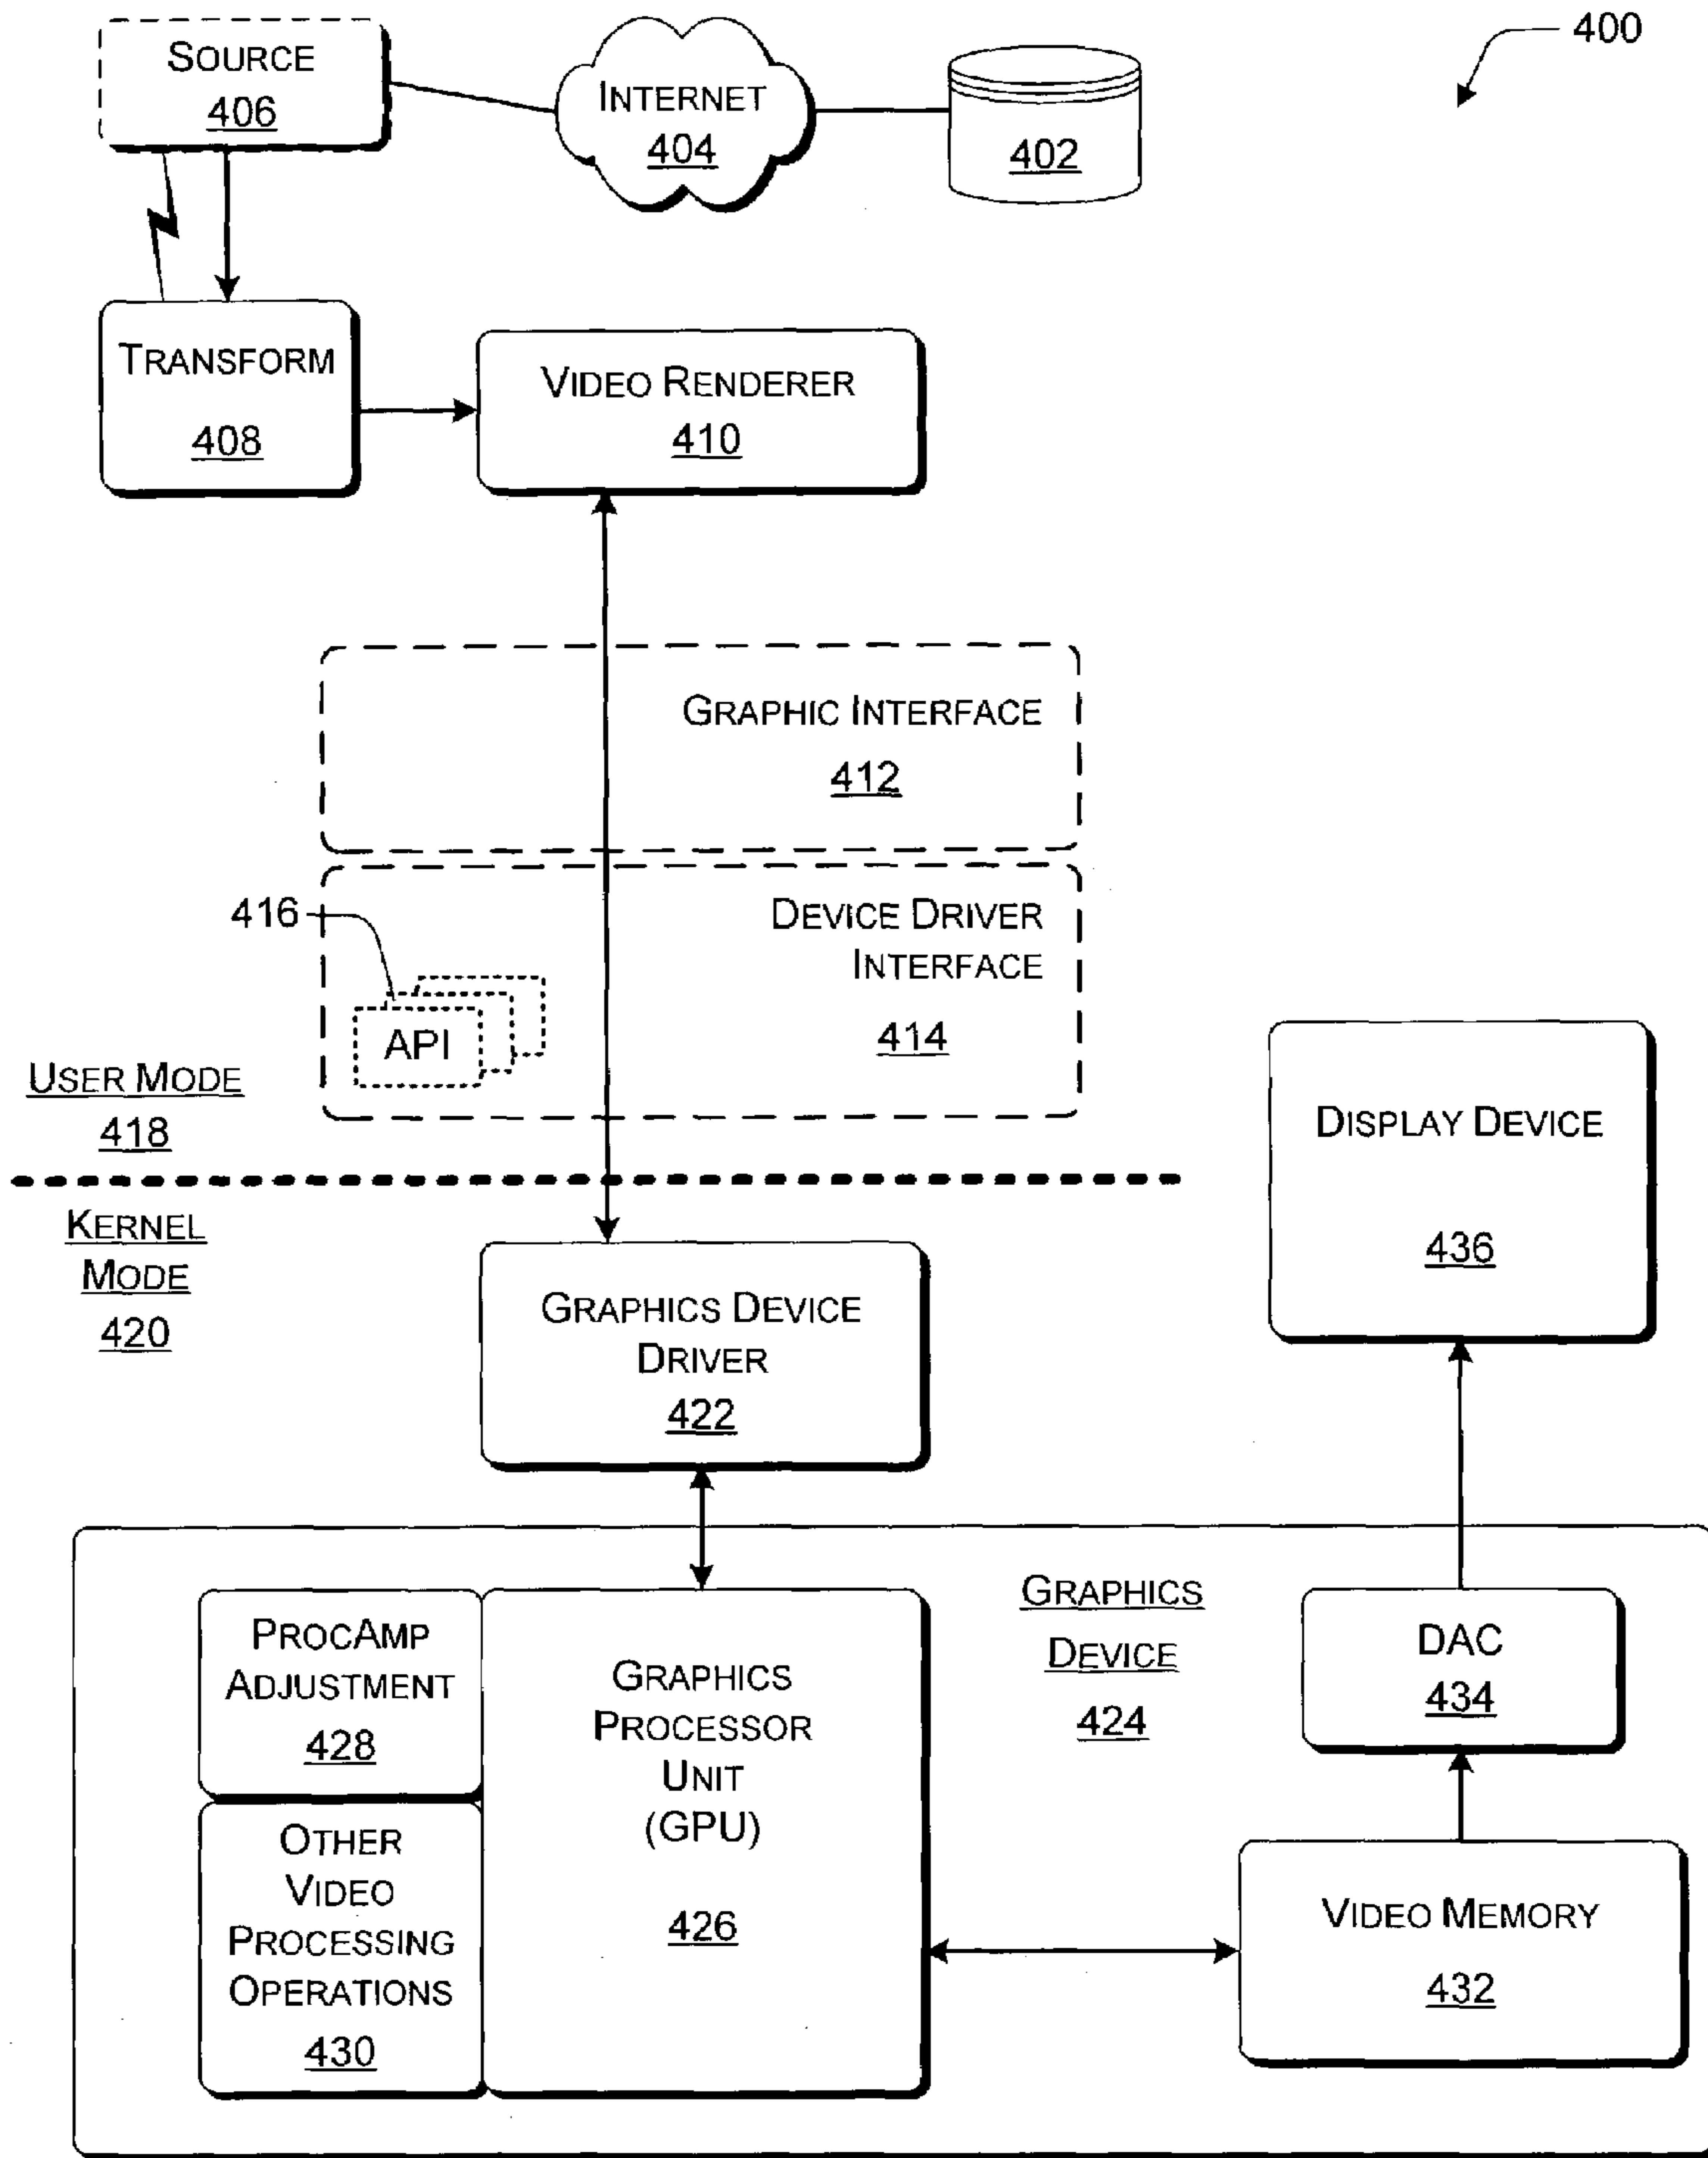 400
SOURCE
406
INTERNET
404
402
TRANSFORM
408
VIDEO RENDERER
410
GRAPHIC INTERFACE
412
416
DEVICE DRIVER
INTERFACE
414
API
USER MODE
418
KERNEL
MODE
420
DISPLAY DEVICE
436
GRAPHICS DEVICE
DRIVER
422
PROCAMP
ADJUSTMENT
428
OTHER
VIDEO
PROCESSING
OPERATIONS
430
GRAPHICS
PROCESSOR
UNIT
(GPU)
426
GRAPHICS
DEVICE
424
DAC
434
VIDEO MEMORY
432